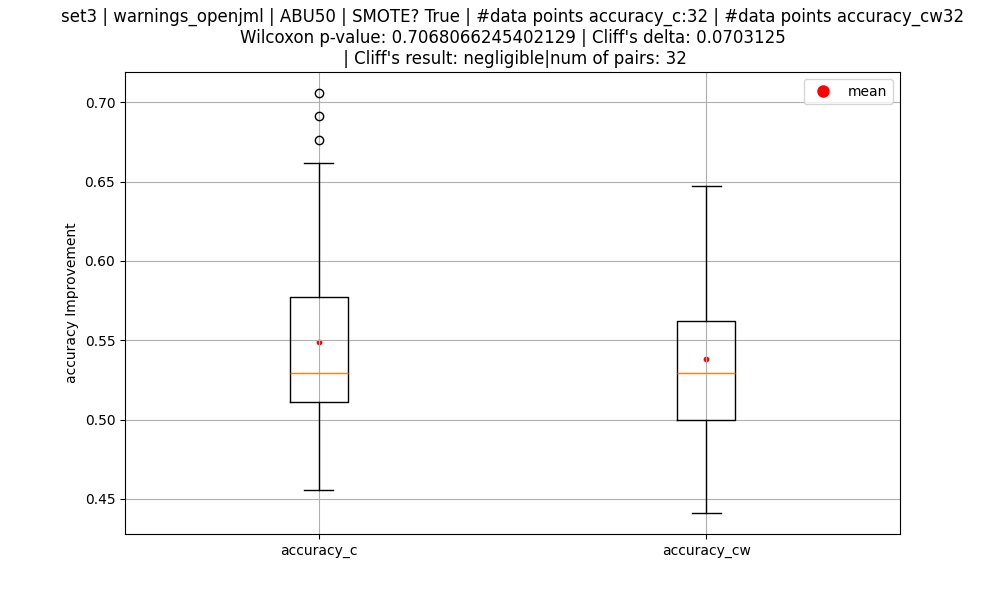 set3 | warnings_openjml | ABU50 | SMOTE? True | #data points accuracy_c:32 | #data points accuracy_cw32
Wilcoxon p-value: 0.7068066245402129 | Cliff's delta: 0.0703125
| Cliff's result: negligible|num of pairs: 32
mean
0.70
0.65
0.60
0.55
0.50
0.45
accuracy Improvement
accuracy_c
accuracy_cw